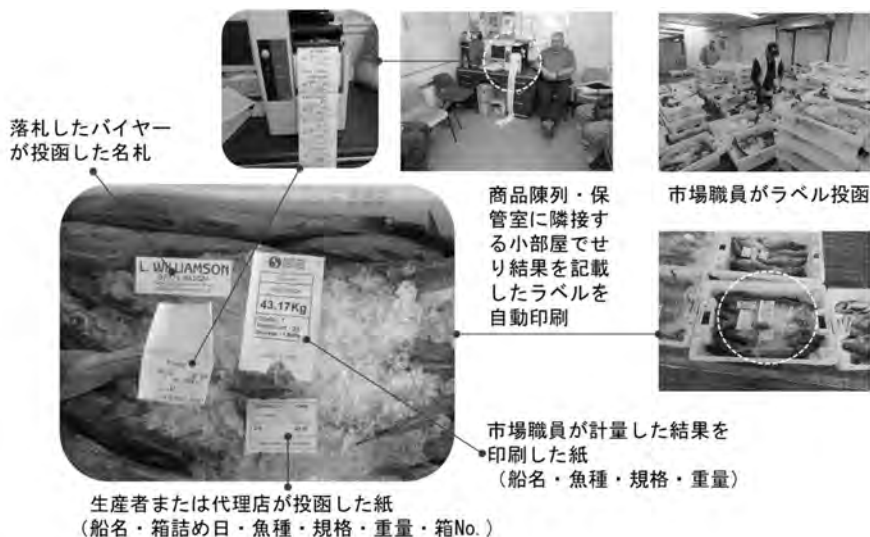 落札したバイヤー
が投函した名札
商品陳列・保
管室に隣接す
る小部屋でせ
り結果を記載
したラベルを
自動印刷
市場職員がラベル投函
L. WILLIAMSON
43.17Kg
市場職員が計量した結果を
印刷した紙
(船名・魚種・規格・重量)
生産者または代理店が投函した紙
(船名・箱詰め日・魚種・規格・重量・箱No.)